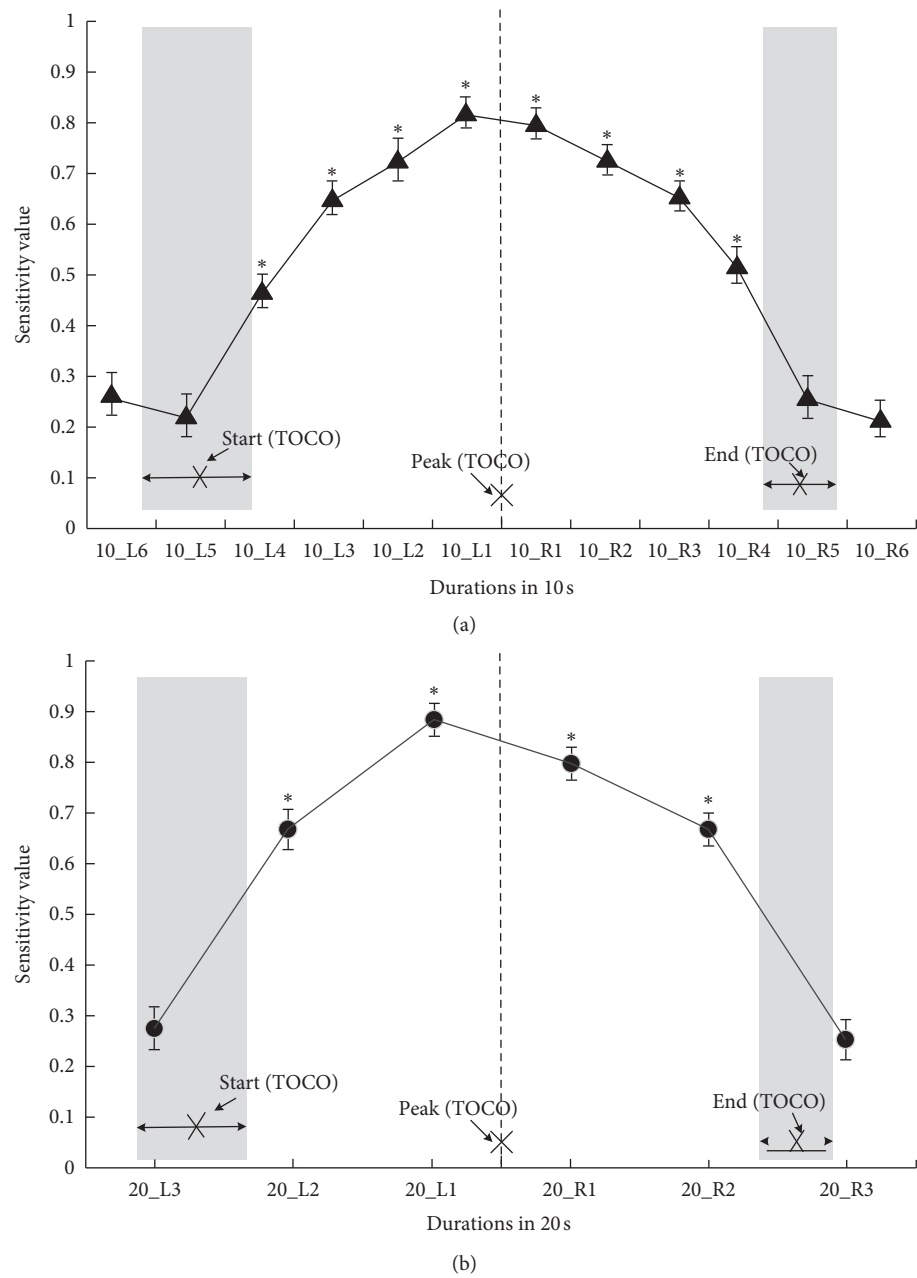 1
0.9
*
*
0.8
*
*
*
0.7
*
*
0.6
*
*
0.5
*
0.4
0.3
0.2
Start (TOCO)
Peak (TOCO)
End (TOCO)
0.1
0
Sensitivity value
10_L6 10_L5 10_L4 10_L3 10_L2 10_L1 10_R1 10_R2 10_R3 10_R4 10_R5 10_R6
Durations in 10 s
(a)
1
0.9
*
0.8
*
0.7
*
*
0.6
0.5
0.4
0.3
0.2
Start (TOCO)
Peak (TOCO)
End (TOCO)
0.1
0
Sensitivity value
20_L3 20_L2 20_L1 20_R1 20_R2 20_R3
Durations in 20 s
(b)